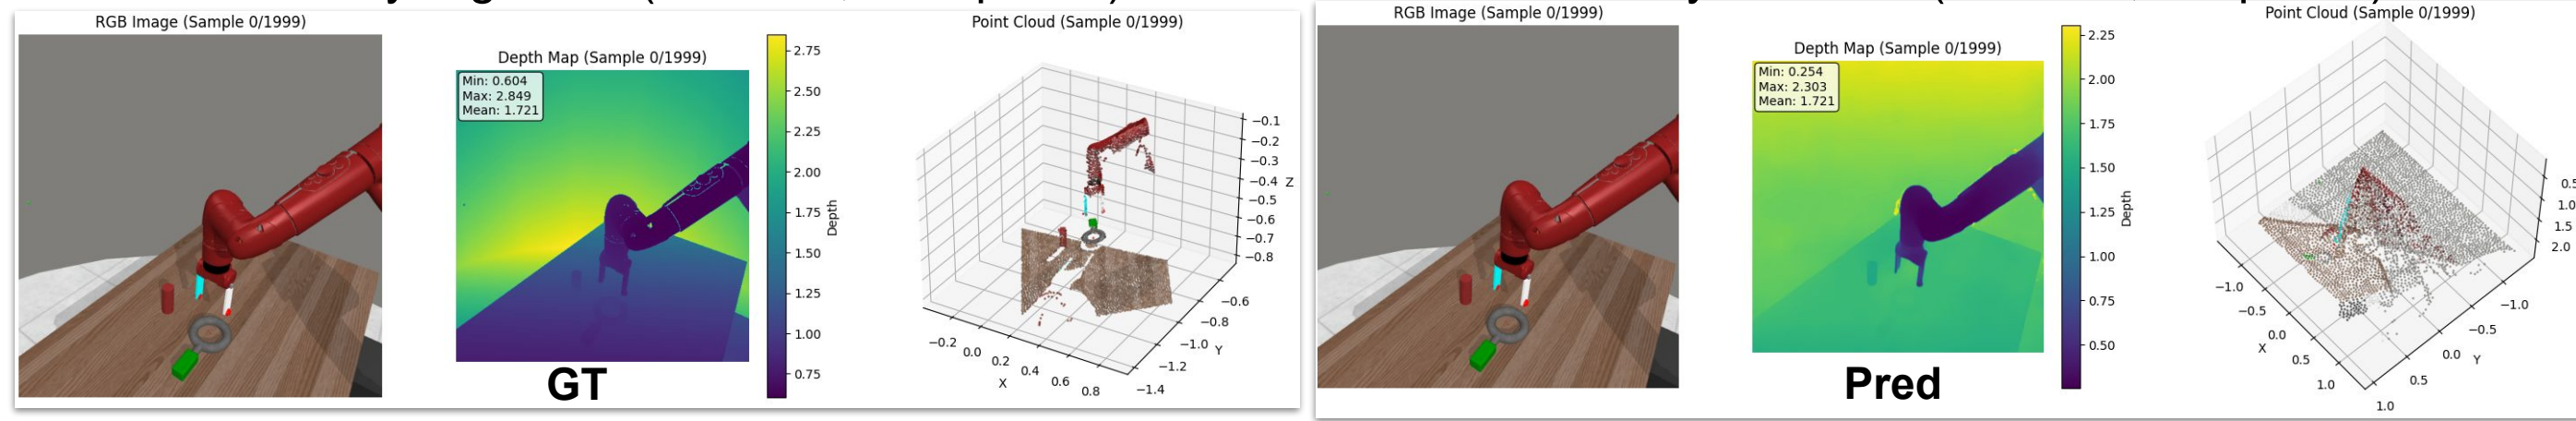 RGB Image (Sample 0/1999)
Depth Map (Sample 0/1999)
Min: 0.604
Max: 2.849
Mean: 1.721
2.75
2.50
2.25
2.00
1.75
1.50
1.25
1.00
0.75
Depth
GT
Point Cloud (Sample 0/1999)
−0.1
−0.2
−0.3
−0.4
−0.5
−0.6
−0.7
−0.8
Z
−0.6
−0.8
−1.0
−1.2
−1.4
Y
−0.2
0.0
0.2
0.4
0.6
0.8
X
RGB Image (Sample 0/1999)
Depth Map (Sample 0/1999)
Min: 0.254
Max: 2.303
Mean: 1.721
2.25
2.00
1.75
1.50
1.25
1.00
0.75
0.50
Depth
Pred
Point Cloud (Sample 0/1999)
0.5
1.0
1.5
2.0
−1.0
−0.5
0.0
0.5
1.0
X
−1.0
−0.5
0.0
0.5
1.0
Y